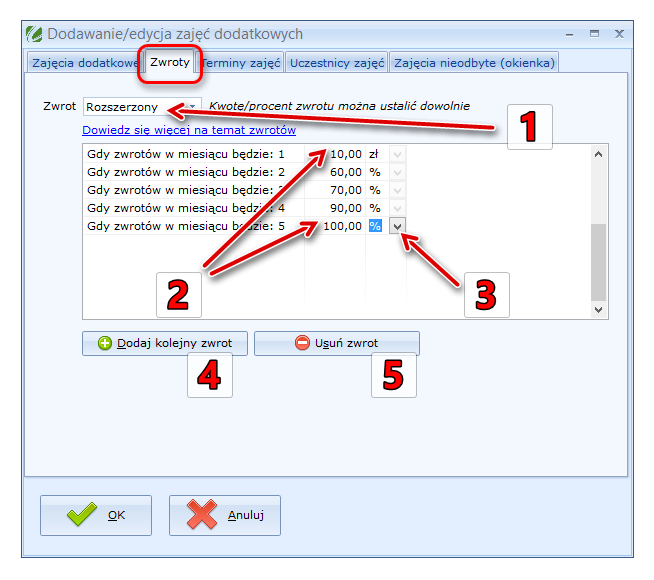 Dodawanie/edycja zajęć dodatkowych
Zajęcia dodatkowe Zwroty Terminy zajęć Uczestnicy zajęć Zajęcia nieodbyte (okienka)
Zwrot Rozszerzony Kwotę/procent zwrotu można ustalić dowolnie
1
Dowiedz się więcej na temat zwrotów
Gdy zwrotów w miesiącu będzie: 1 10,00 zł
Gdy zwrotów w miesiącu będzie: 2 60,00 %
Gdy zwrotów w miesiącu będzie: 3 70,00 %
Gdy zwrotów w miesiącu będzie: 4 90,00 %
Gdy zwrotów w miesiącu będzie: 5 100,00 %
2 3
Dodaj kolejny zwrot Usuń zwrot
4 5
OK Anuluj